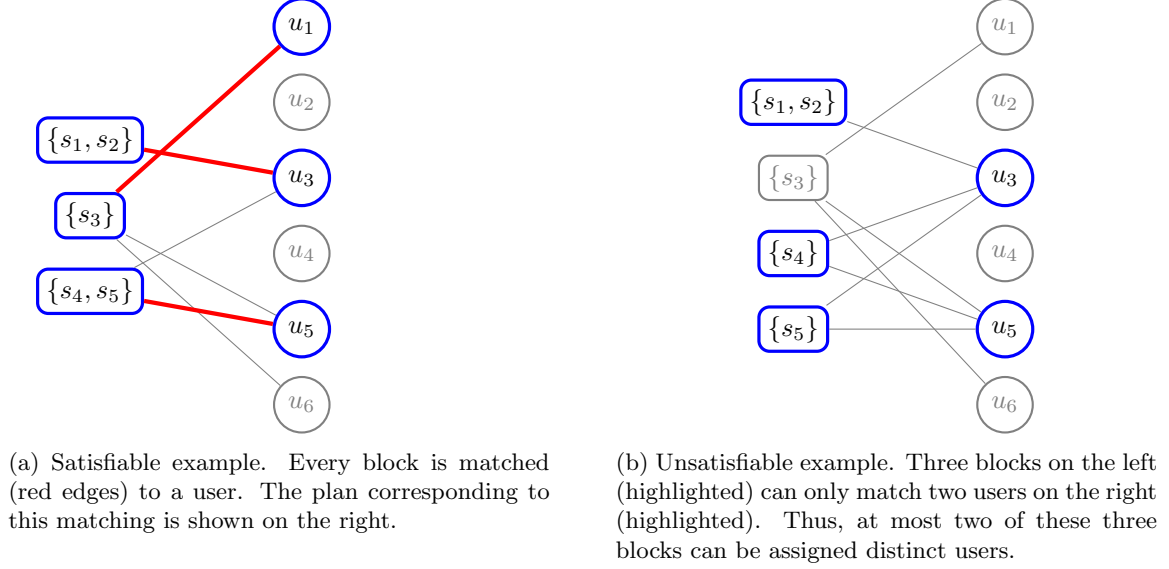 u₁
u₂
{s₁, s₂}
u₃
{s₃}
u₄
{s₄, s₅}
u₅
u₆
(a) Satisfiable example. Every block is matched
(red edges) to a user. The plan corresponding to
this matching is shown on the right.
u₁
{s₁, s₂}
u₂
{s₃}
u₃
{s₄}
u₄
{s₅}
u₅
u₆
(b) Unsatisfiable example. Three blocks on the left
(highlighted) can only match two users on the right
(highlighted). Thus, at most two of these three
blocks can be assigned distinct users.